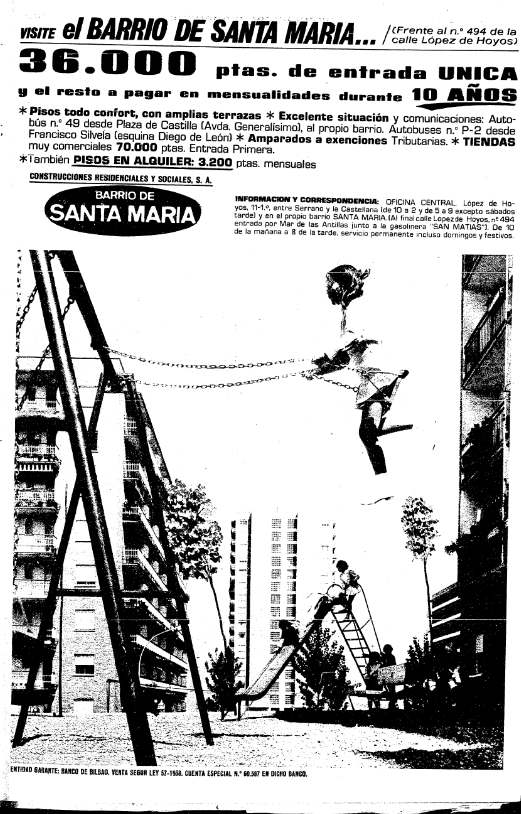 VISITE el BARRIO DE SANTA MARIA... (Frente al n.º 494 de la
calle López de Hoyos)
36.000 ptas. de entrada UNICA
y el resto a pagar en mensualidades durante 10 AÑOS
* Pisos todo confort, con amplias terrazas * Excelente situación y comunicaciones: Auto-
bús n.º 49 desde Plaza de Castilla (Avda. Generalísimo), al propio barrio. Autobuses n.º P-2 desde
Francisco Silvela (esquina Diego de León) * Amparados a exenciones Tributarias. * TIENDAS
muy comerciales 70.000 ptas. Entrada Primera.
*También PISOS EN ALQUILER: 3.200 ptas. mensuales
CONSTRUCCIONES RESIDENCIALES Y SOCIALES, S. A.
BARRIO DE
SANTA MARIA
INFORMACION Y CORRESPONDENCIA: OFICINA CENTRAL. López de Ho-
yos, 11-1.º, entre Serrano y la Castellana (de 10 a 2 y de 5 a 9 excepto sábados
tarde) y en el propio barrio SANTA MARIA. (Al final calle López de Hoyos, n.º 494
entrado por Mar de las Antillas junto a la gasolinera "SAN MATIAS"). De 10
de la mañana a 8 de la tarde, servicio permanente incluso domingos y festivos.
ENTIDAD GARANTE: BANCO DE BILBAO. VENTA SEGUN LEY 57-1968. CUENTA ESPECIAL N.º 60.587 EN DICHO BANCO.